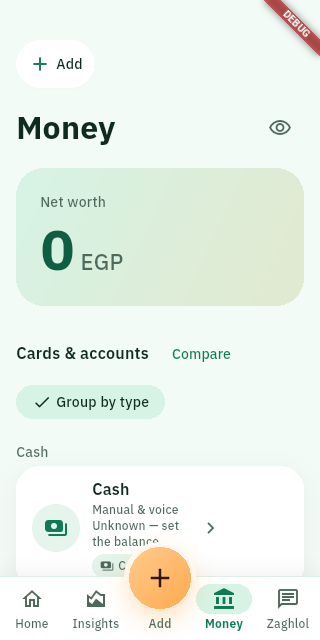 DEBUG
Add
Money
Net worth
0 EGP
Cards & accounts Compare
Group by type
Cash
Cash
Manual & voice
Unknown — set
the balance
Home Insights Add Money Zaghlol